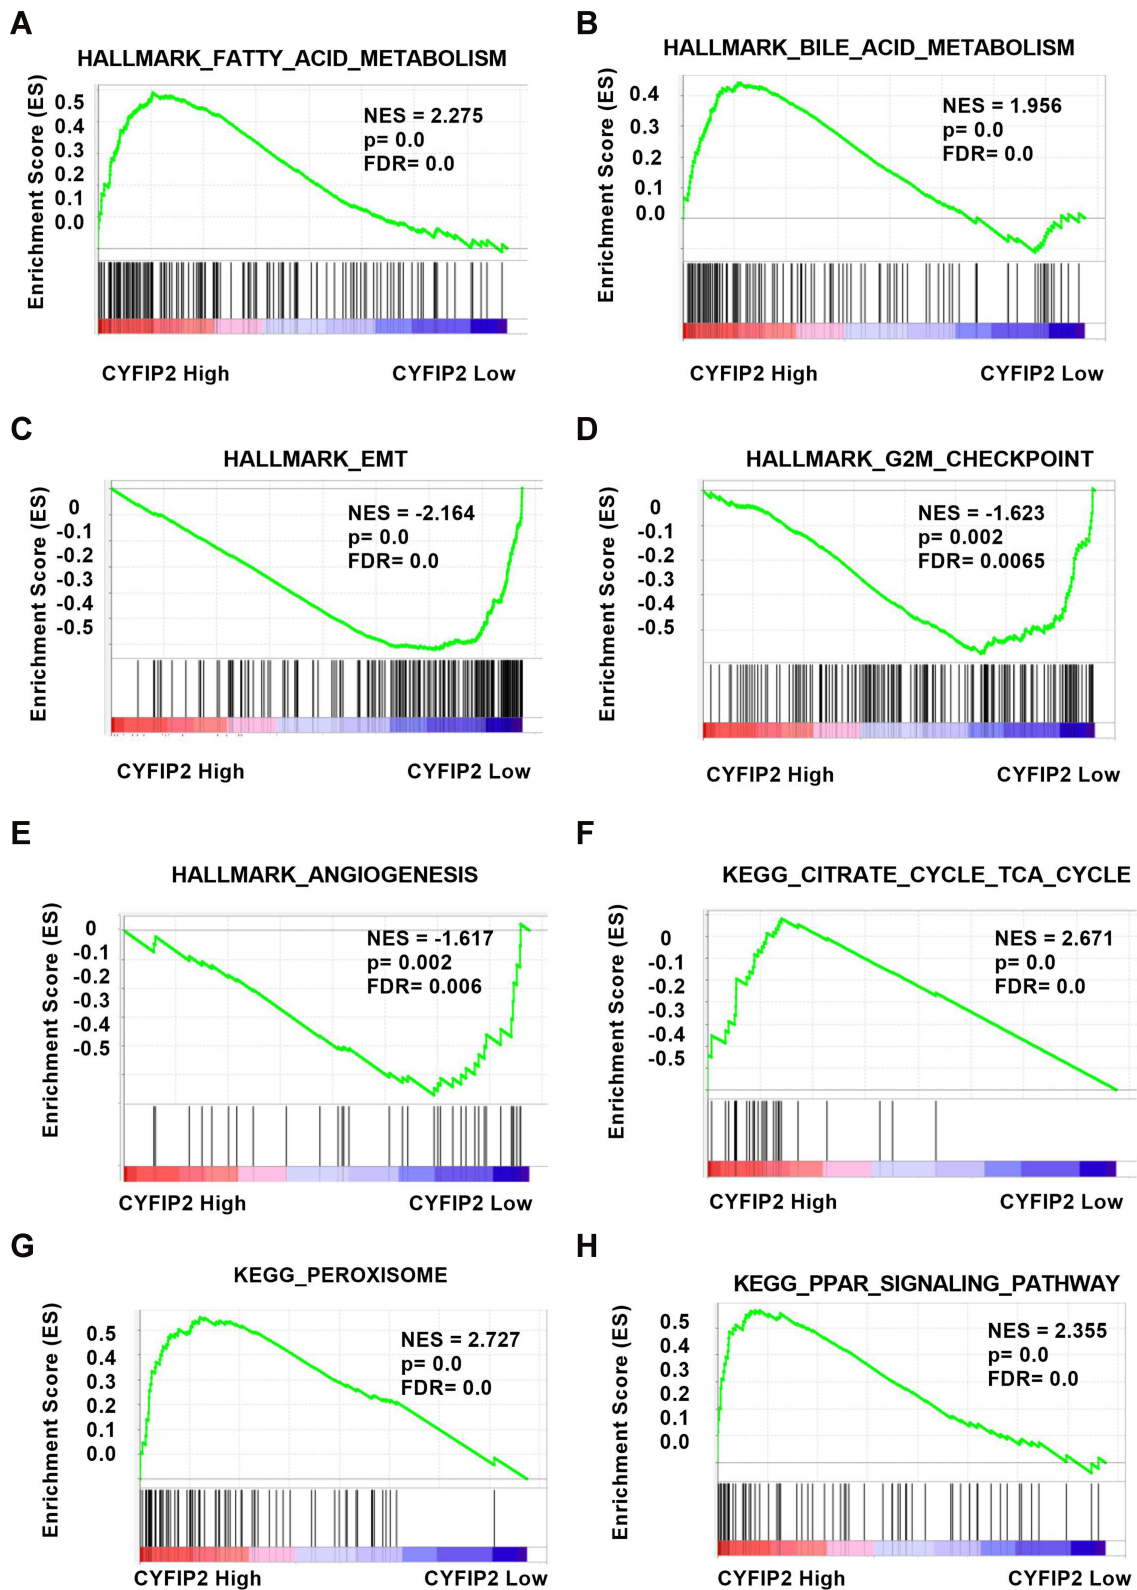 A
HALLMARK_FATTY_ACID_METABOLISM
Enrichment Score (ES)
0.5
0.4
0.3
0.2
0.1
0.0
NES = 2.275
p= 0.0
FDR= 0.0
CYFIP2 High
CYFIP2 Low
B
HALLMARK_BILE_ACID_METABOLISM
Enrichment Score (ES)
0.4
0.3
0.2
0.1
0.0
NES = 1.956
p= 0.0
FDR= 0.0
CYFIP2 High
CYFIP2 Low
C
HALLMARK_EMT
Enrichment Score (ES)
0
-0.1
-0.2
-0.3
-0.4
-0.5
NES = -2.164
p= 0.0
FDR= 0.0
CYFIP2 High
CYFIP2 Low
D
HALLMARK_G2M_CHECKPOINT
Enrichment Score (ES)
0
-0.1
-0.2
-0.3
-0.4
-0.5
NES = -1.623
p= 0.002
FDR= 0.0065
CYFIP2 High
CYFIP2 Low
E
HALLMARK_ANGIOGENESIS
Enrichment Score (ES)
0
-0.1
-0.2
-0.3
-0.4
-0.5
NES = -1.617
p= 0.002
FDR= 0.006
CYFIP2 High
CYFIP2 Low
F
KEGG_CITRATE_CYCLE_TCA_CYCLE
Enrichment Score (ES)
0
-0.1
-0.2
-0.3
-0.4
-0.5
NES = 2.671
p= 0.0
FDR= 0.0
CYFIP2 High
CYFIP2 Low
G
KEGG_PEROXISOME
Enrichment Score (ES)
0.5
0.4
0.3
0.2
0.1
0.0
NES = 2.727
p= 0.0
FDR= 0.0
CYFIP2 High
CYFIP2 Low
H
KEGG_PPAR_SIGNALING_PATHWAY
Enrichment Score (ES)
0.5
0.4
0.3
0.2
0.1
0.0
NES = 2.355
p= 0.0
FDR= 0.0
CYFIP2 High
CYFIP2 Low